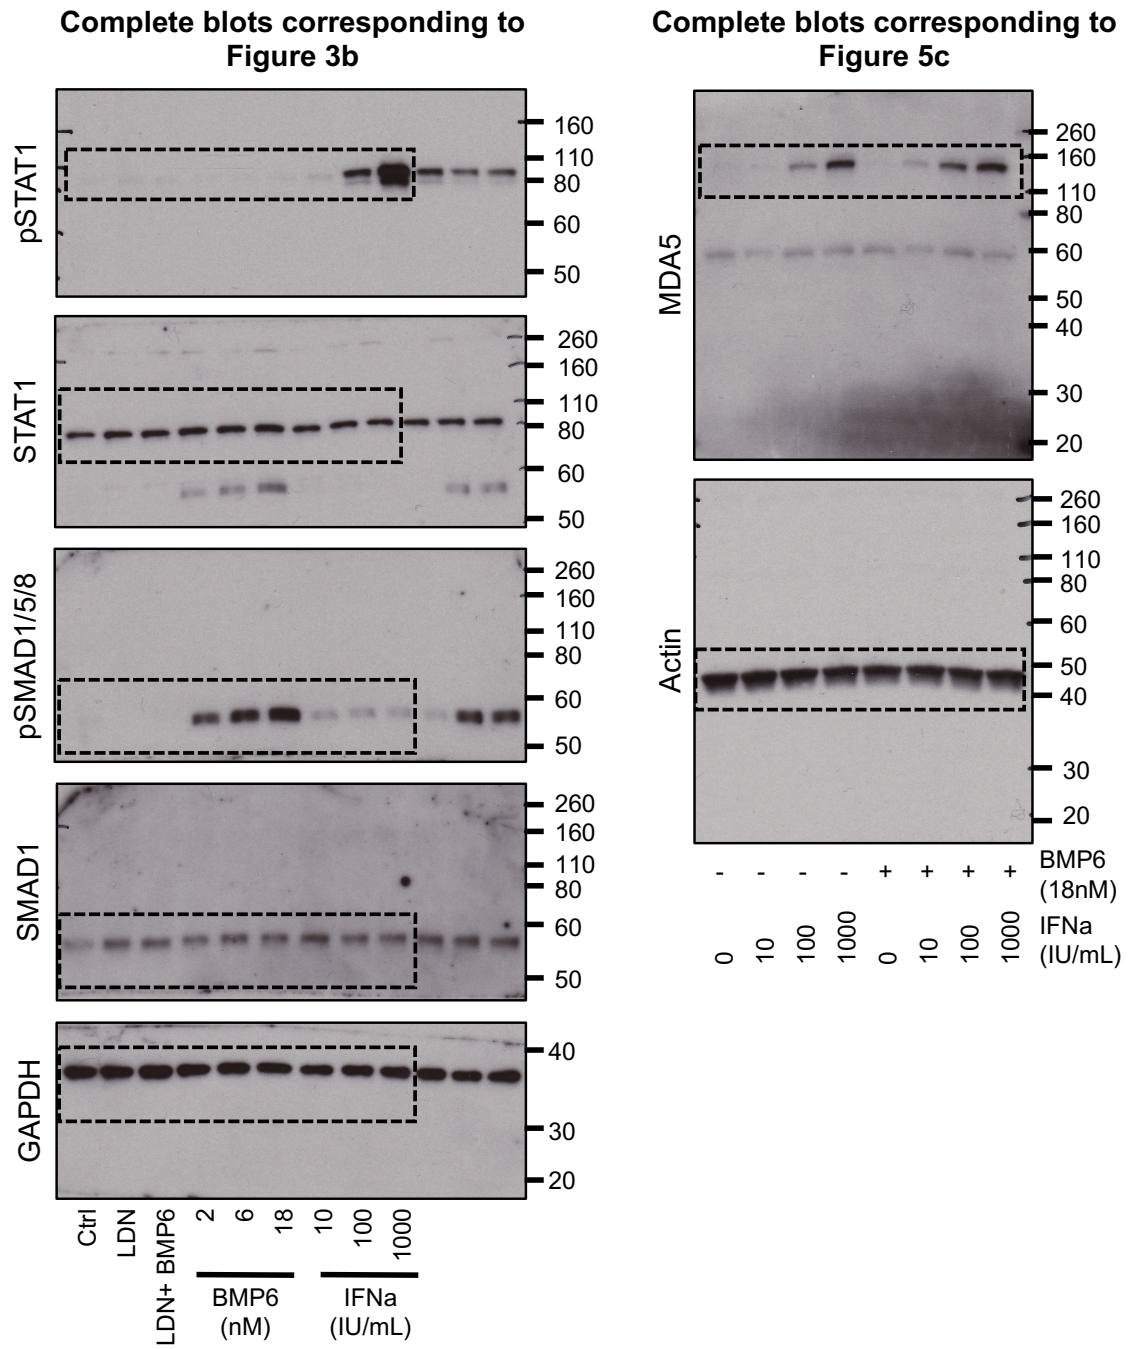 Complete blots corresponding to
Figure 3b
pSTAT1
160
110
80
60
50
STAT1
260
160
110
80
60
50
pSMAD1/5/8
260
160
110
80
60
50
SMAD1
260
160
110
80
60
50
GAPDH
40
30
20
Ctrl
LDN
LDN+ BMP6
2
6
18
10
100
1000
BMP6
(nM)
IFNa
(IU/mL)
Complete blots corresponding to
Figure 5c
MDA5
260
160
110
80
60
50
40
30
20
Actin
260
160
110
80
60
50
40
30
20
- - - - + + + + BMP6
(18nM)
0 10 100 1000 0 10 100 1000 IFNa
(IU/mL)